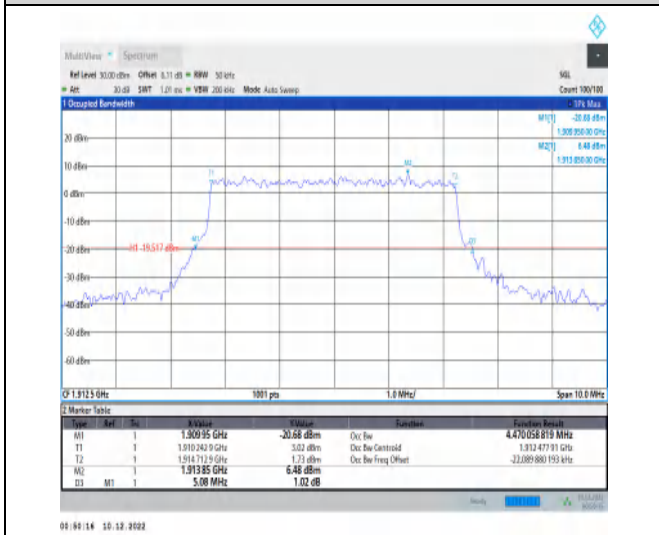 MultiView Spectrum
Ref Level 30.00 dBm Offset 8.11 dB RBW 50 kHz SGL
Att 30 dB SWT 1.01 ms VBW 200 kHz Mode Auto Sweep Count 100/100
1 Occupied Bandwidth 1Pk Max
M1[1] -20.68 dBm
1.909 950 00 GHz
M2[1] 6.48 dBm
1.913 850 00 GHz
20 dBm
10 dBm
0 dBm
-10 dBm
-20 dBm
-30 dBm
-40 dBm
-50 dBm
-60 dBm
T1
M2
T2
M1
D3
H1 -19.517 dBm
CF 1.912 5 GHz 1001 pts 1.0 MHz/ Span 10.0 MHz
2 Marker Table
Type Ref Trc X-Value Y-Value Function Function Result
M1 1 1.909 95 GHz -20.68 dBm Occ Bw 4.470 058 819 MHz
T1 1 1.910 242 9 GHz 3.02 dBm Occ Bw Centroid 1.912 477 91 GHz
T2 1 1.914 712 9 GHz 1.73 dBm Occ Bw Freq Offset -22.089 880 193 kHz
M2 1 1.913 85 GHz 6.48 dBm
D3 M1 1 5.08 MHz 1.02 dB
Ready
00:50:16 10.12.2022